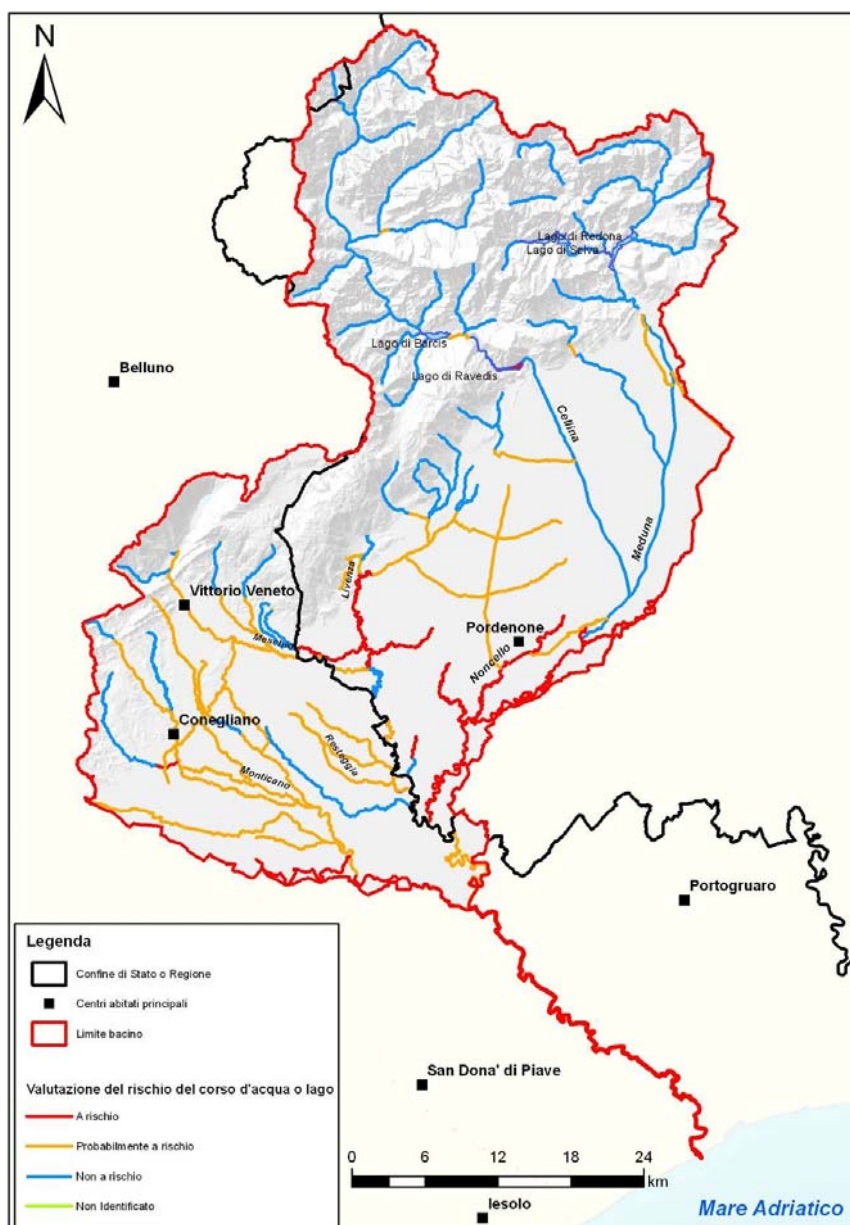 N
Lago di Redona
Lago di Selva
Lago di Barcis
Belluno
Lago di Ravedis
Cellina
Meduna
Livenza
Vittorio Veneto
Pordenone
Meschio
Noncello
Conegliano
Resteggia
Monticano
Portogruaro
Legenda
Confine di Stato o Regione
Centri abitati principali
Limite bacino
San Dona' di Piave
Valutazione del rischio del corso d'acqua o lago
A rischio
Probabilmente a rischio
Non a rischio
Non Identificato
0 6 12 18 24
km
Iesolo
Mare Adriatico